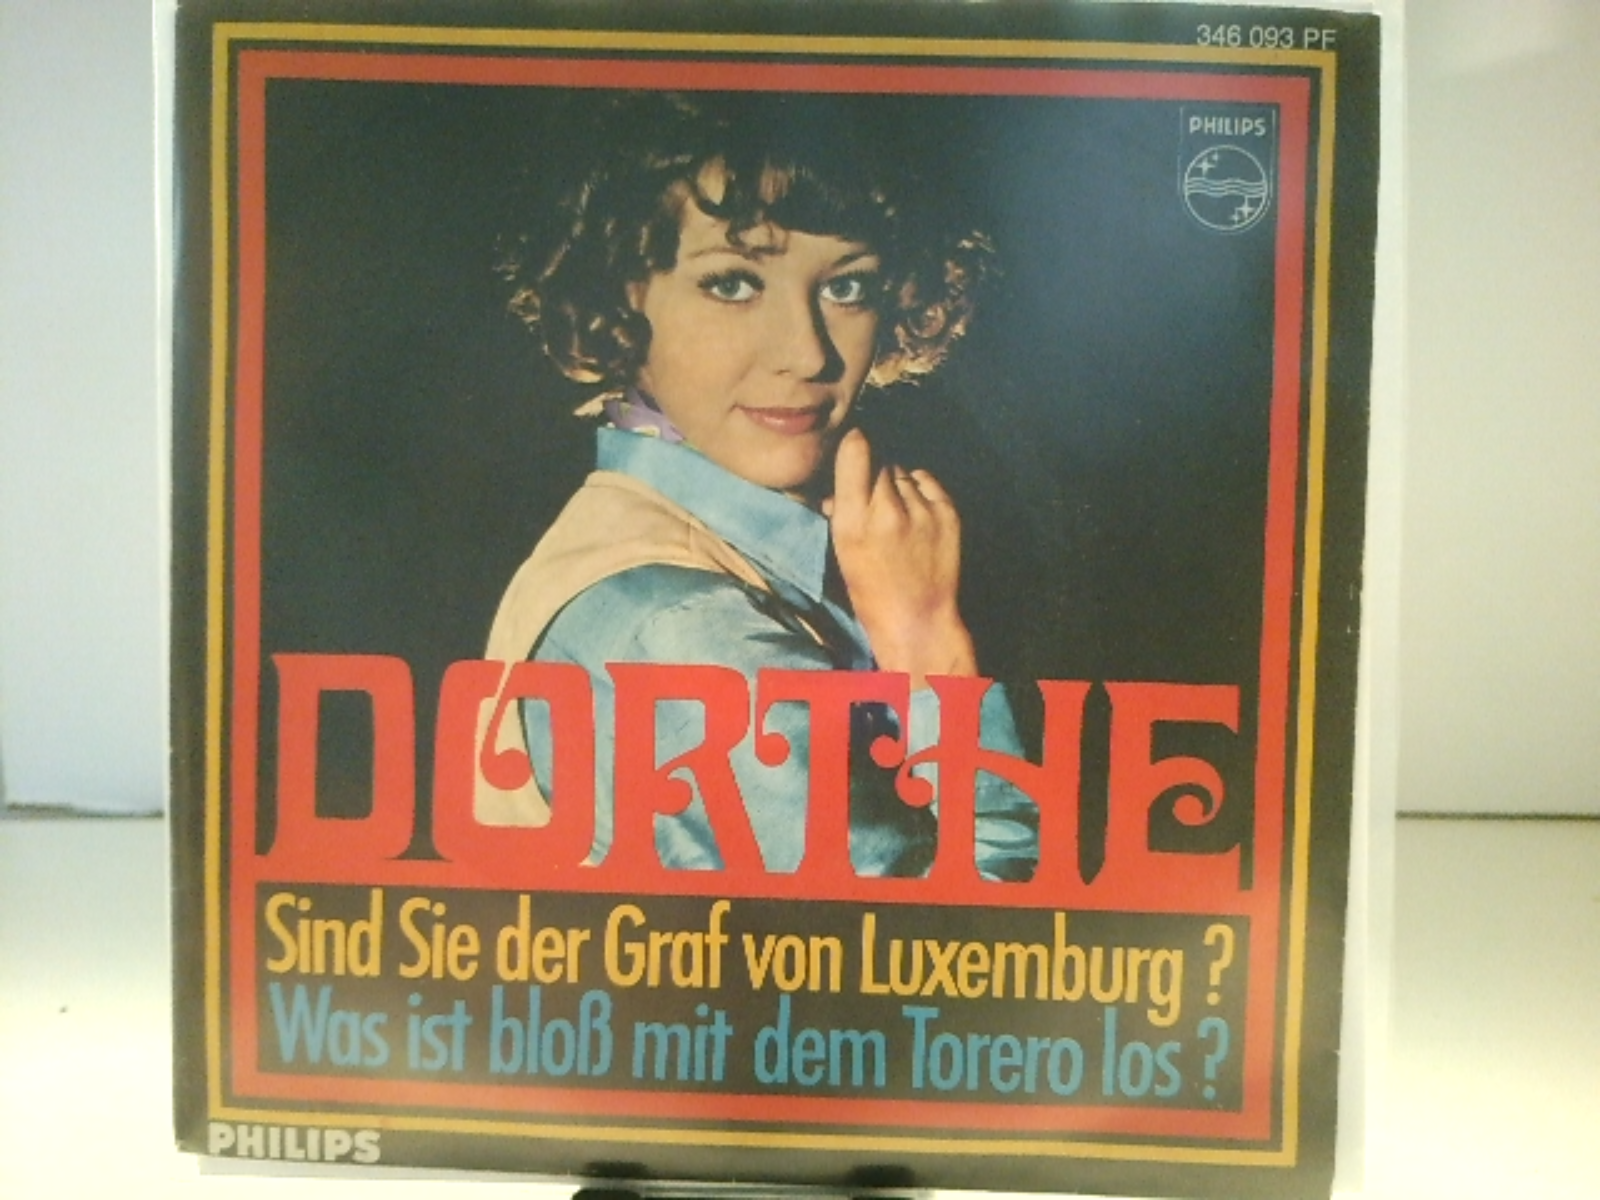 346 093 PF
PHILIPS
DORTHE
Sind Sie der Graf von Luxemburg ?
Was ist bloß mit dem Torero los ?
PHILIPS